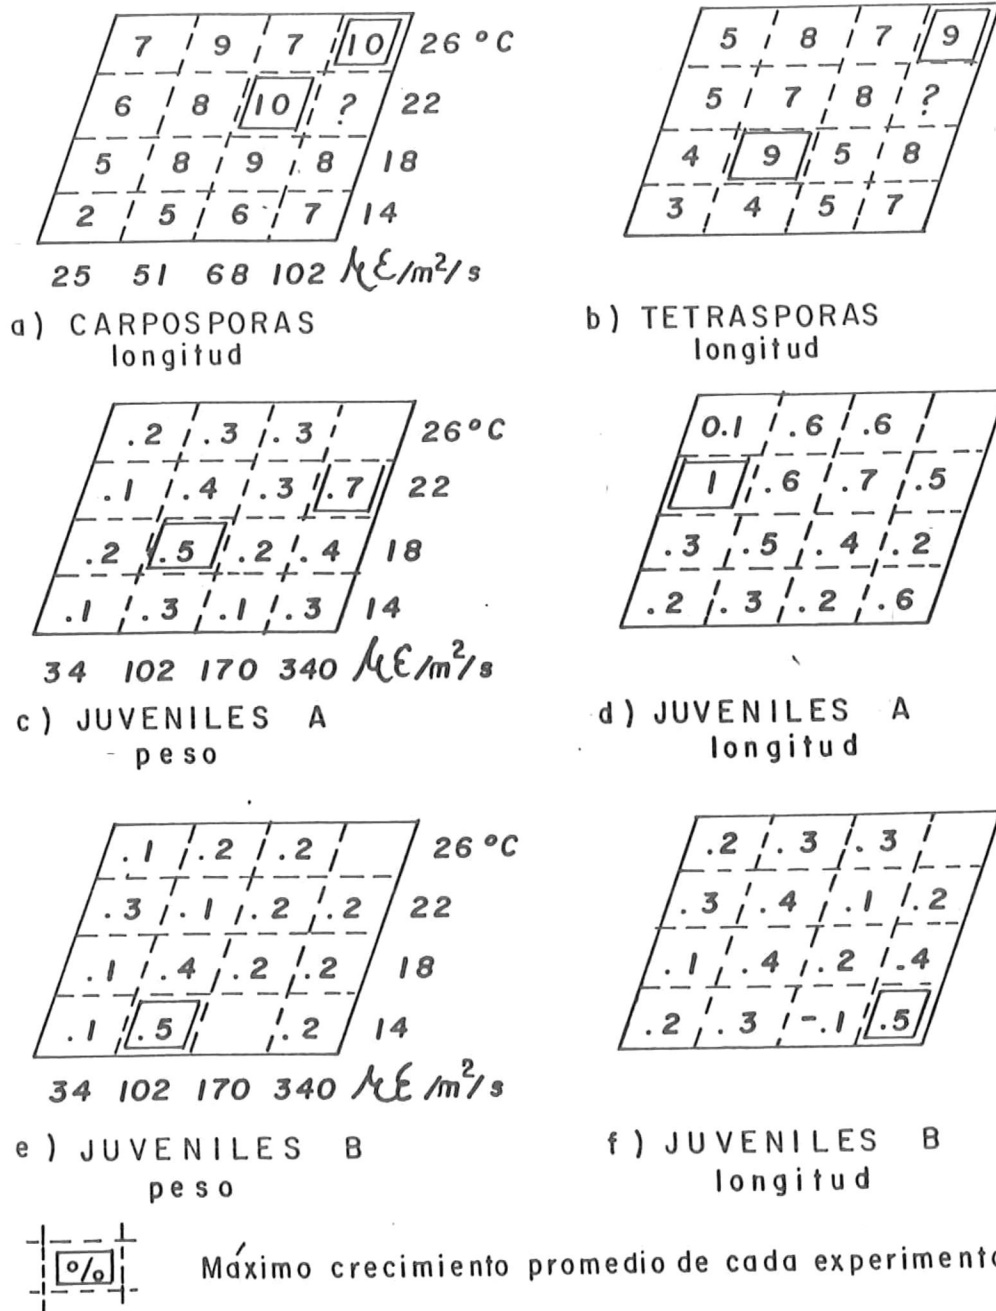 7 9 7 10 26 °C
6 8 10 ? 22
5 8 9 8 18
2 5 6 7 14
25 51 68 102 µE/m²/s
a) CARPOSPORAS
longitud
5 8 7 9
5 7 8 ?
4 9 5 8
3 4 5 7
b) TETRASPORAS
longitud
.2 .3 .3 26°C
.1 .4 .3 .7 22
.2 .5 .2 .4 18
.1 .3 .1 .3 14
34 102 170 340 µE/m²/s
c) JUVENILES A
peso
0.1 .6 .6
1 .6 .7 .5
.3 .5 .4 .2
.2 .3 .2 .6
d) JUVENILES A
longitud
.1 .2 .2 26 °C
.3 .1 .2 .2 22
.1 .4 .2 .2 18
.1 .5 .2 14
34 102 170 340 µE/m²/s
e) JUVENILES B
peso
.2 .3 .3
.3 .4 .1 .2
.1 .4 .2 .4
.2 .3 -.1 .5
f) JUVENILES B
longitud
% Máximo crecimiento promedio de cada experimento